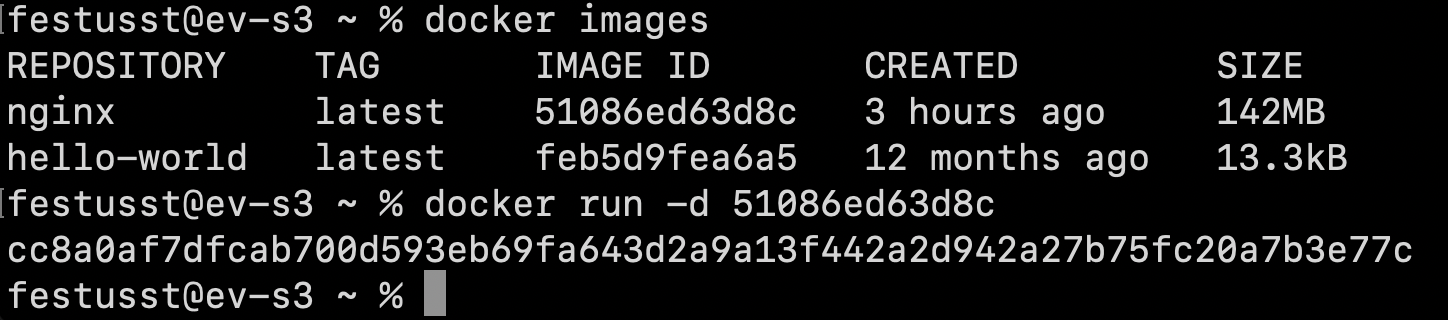 festusst@ev-s3 ~ % docker images
REPOSITORY TAG IMAGE ID CREATED SIZE
nginx latest 51086ed63d8c 3 hours ago 142MB
hello-world latest feb5d9fea6a5 12 months ago 13.3kB
festusst@ev-s3 ~ % docker run -d 51086ed63d8c
cc8a0af7dfcab700d593eb69fa643d2a9a13f442a2d942a27b75fc20a7b3e77c
festusst@ev-s3 ~ %